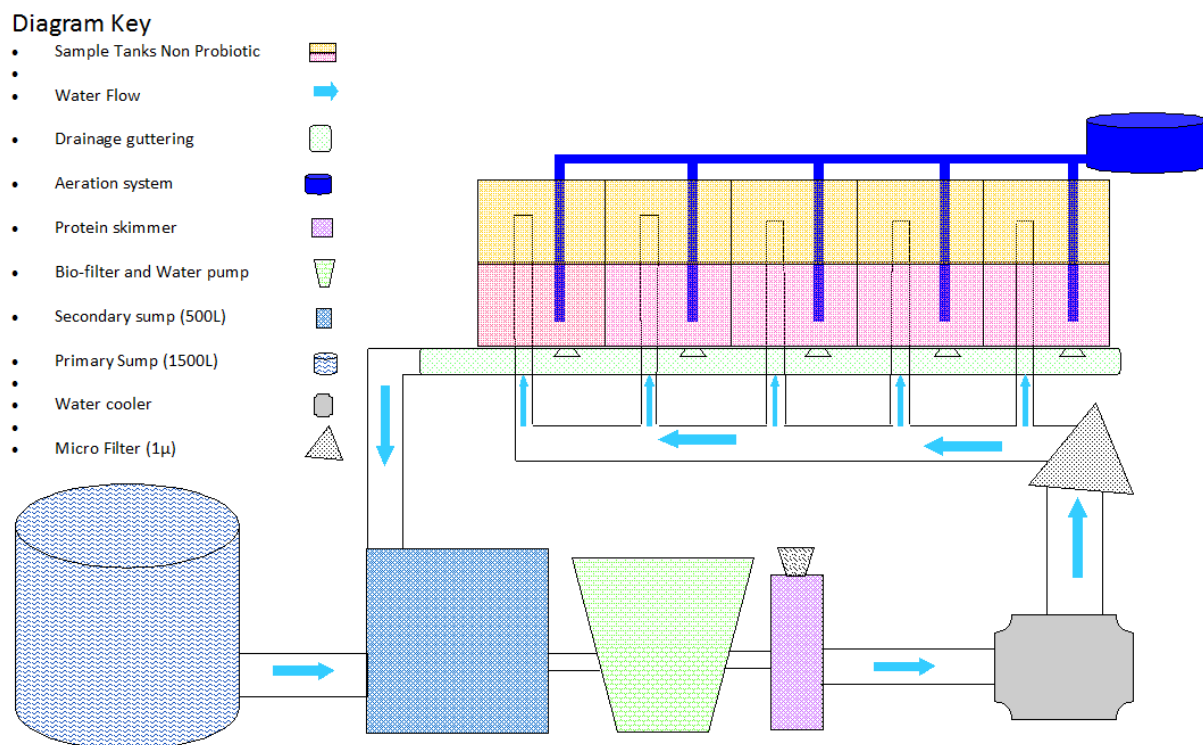 Diagram Key
• Sample Tanks Non Probiotic
•
• Water Flow
• Drainage guttering
• Aeration system
• Protein skimmer
• Bio-filter and Water pump
• Secondary sump (500L)
• Primary Sump (1500L)
•
• Water cooler
•
• Micro Filter (1μ)